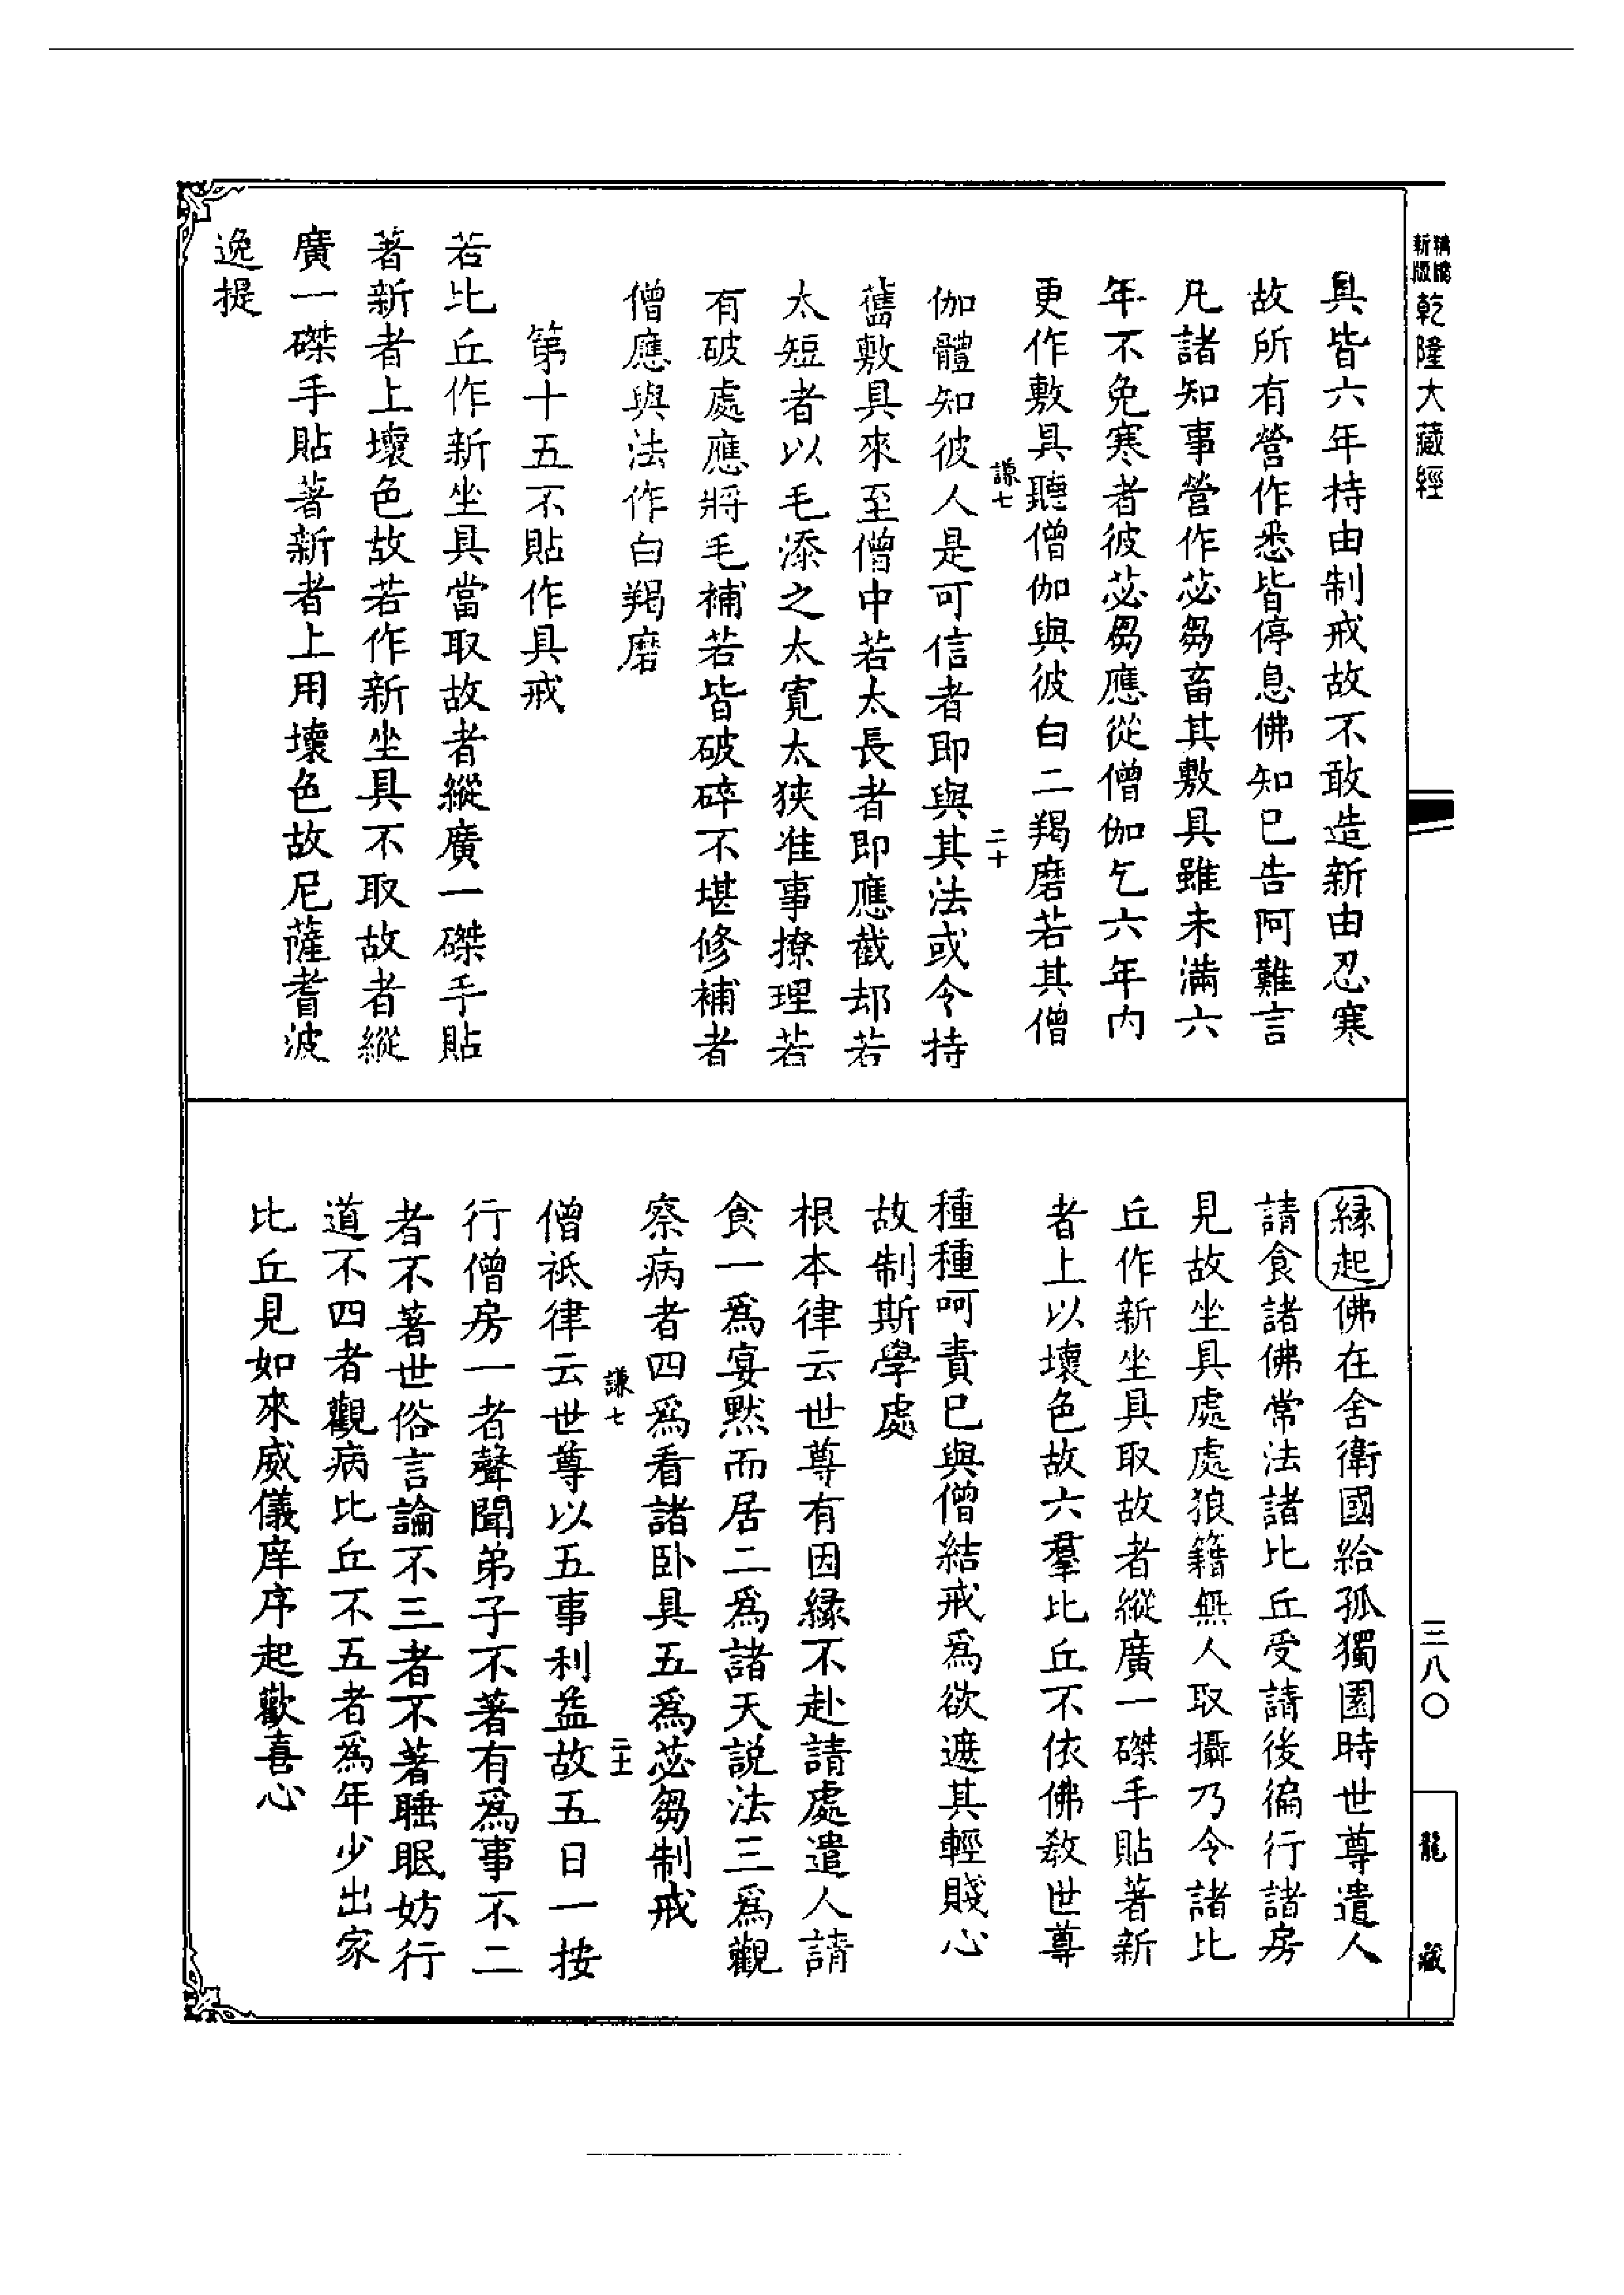 乾隆大藏經
具皆六年持由制戒故不敢造新由忍寒
故所有營作悉皆停息佛知已告阿難言
凡諸知事營作苾芻畜其敷具雖未滿六
年不免寒者彼苾芻應從僧伽乞六年內
更作敷具聽僧伽與彼白二羯磨若其僧
謙七
二十
伽體知彼人是可信者即與其法或令持
舊敷具來至僧中若太長者即應截却若
太短者以毛添之太寬太狹准事撩理若
有破處應將毛補若皆破碎不堪修補者
僧應與法作白羯磨
第十五不貼作具戒
若比丘作新坐具當取故者縱廣一磔手貼
著新者上壞色故若作新坐具不取故者縱
廣一磔手貼著新者上用壞色故尼薩耆波
逸提
三八〇
龍藏
緣起佛在舍衛國給孤獨園時世尊遣人
請食諸佛常法諸比丘受請後徧行諸房
見故坐具處處狼籍無人取攝乃令諸比
丘作新坐具取故者縱廣一磔手貼著新
者上以壞色故六羣比丘不依佛教世尊
種種呵責已與僧結戒為欲遮其輕賤心
故制斯學處
根本律云世尊有因緣不赴請處遣人請
食一爲宴默而居二爲諸天說法三爲觀
察病者四爲看諸卧具五爲苾芻制戒
謙七
二十一
僧祇律云世尊以五事利益故五日一按
行僧房一者聲聞弟子不著有爲事不二
者不著世俗言論不三者不著睡眠妨行
道不四者觀病比丘不五者為年少出家
比丘見如來威儀庠序起歡喜心